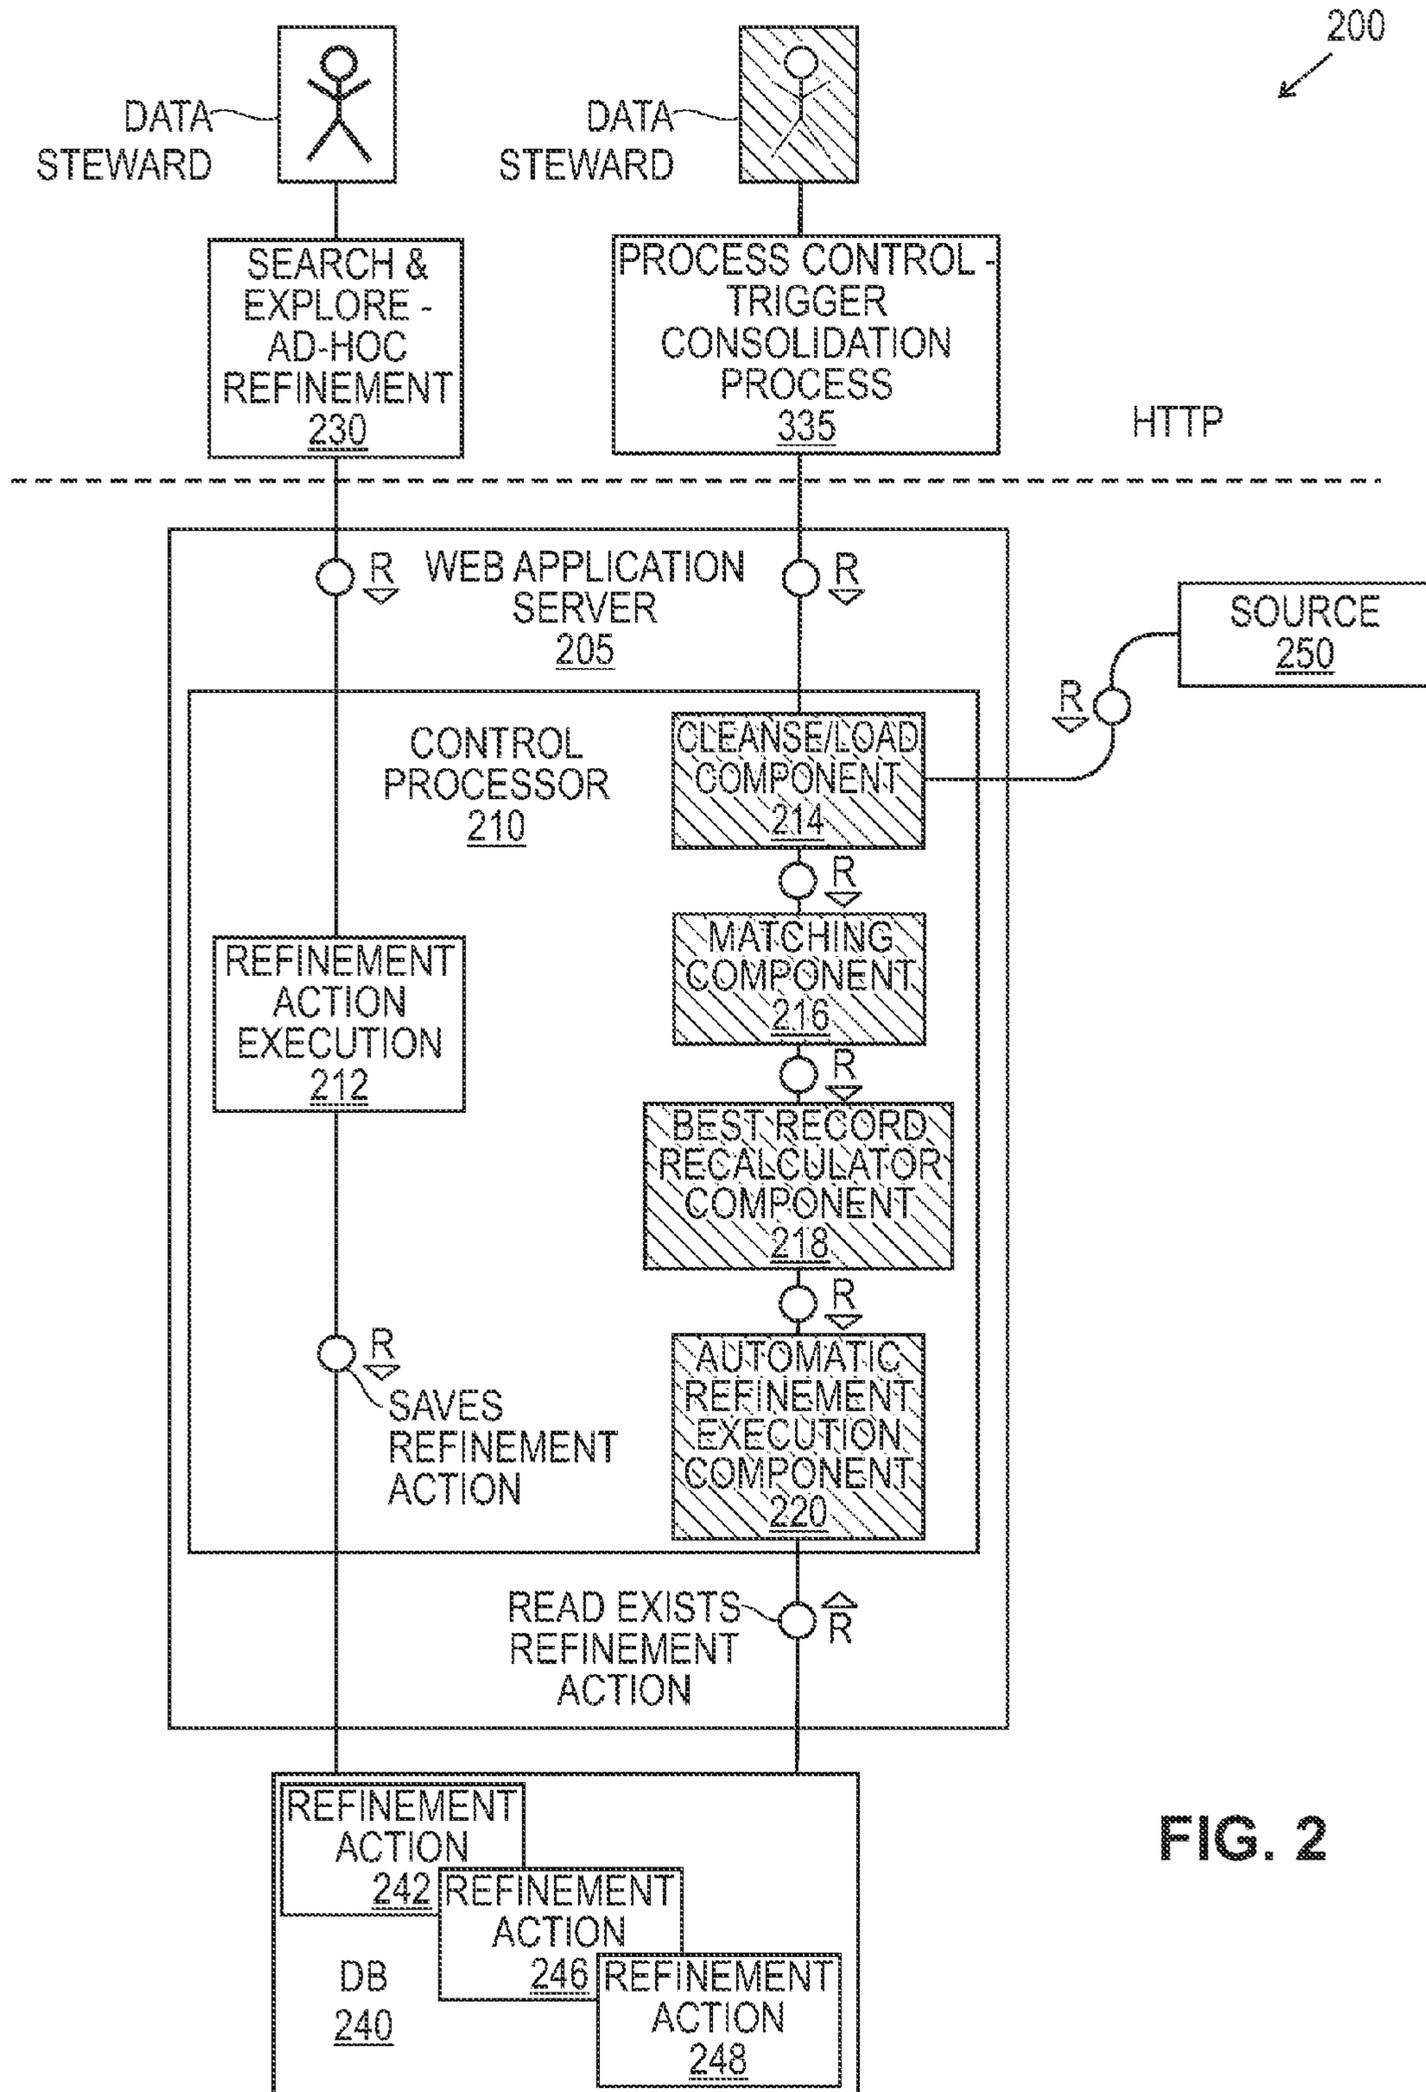 200
DATA
STEWARD
DATA
STEWARD
SEARCH &
EXPLORE -
AD-HOC
REFINEMENT
230
PROCESS CONTROL -
TRIGGER
CONSOLIDATION
PROCESS
335
HTTP
R
WEB APPLICATION
SERVER
205
R
SOURCE
250
R
CONTROL
PROCESSOR
210
CLEANSE/LOAD
COMPONENT
214
R
MATCHING
COMPONENT
216
REFINEMENT
ACTION
EXECUTION
212
R
BEST RECORD
RECALCULATOR
COMPONENT
218
R
R
SAVES
REFINEMENT
ACTION
AUTOMATIC
REFINEMENT
EXECUTION
COMPONENT
220
READ EXISTS
REFINEMENT
ACTION
R
REFINEMENT
ACTION
242
REFINEMENT
ACTION
246
REFINEMENT
ACTION
248
DB
240
FIG. 2